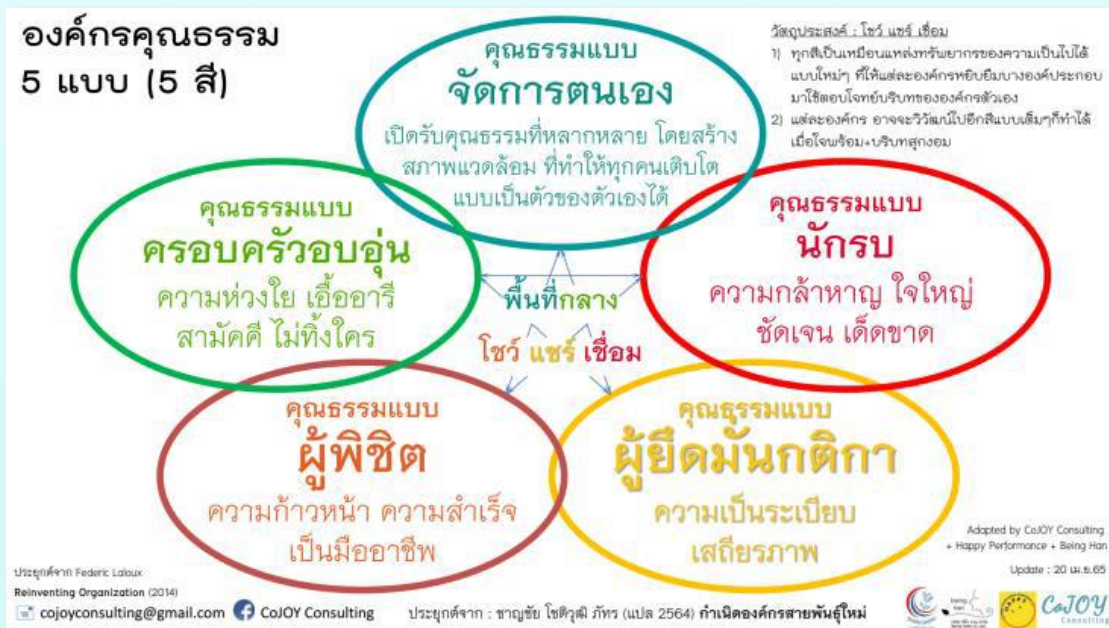 องค์กรคุณธรรม
5 แบบ (5 สี)
คุณธรรมแบบ
จัดการตนเอง
เปิดรับคุณธรรมที่หลากหลาย โดยสร้าง
สภาพแวดล้อม ที่ทำให้ทุกคนเติบโต
แบบเป็นตัวของตัวเองได้
วัตถุประสงค์ : โชว์ แชร์ เชื่อม
1) ทุกสีเป็นเหมือนแหล่งทรัพยากรของความเป็นไปได้
แบบใหม่ๆ ที่ให้แต่ละองค์กรหยิบยืมบางองค์ประกอบ
มาใช้ตอบโจทย์บริบทขององค์กรตัวเอง
2) แต่ละองค์กร อาจจะวิวัฒน์ไปอีกสีแบบเต็มๆก็ทำได้
เมื่อใจพร้อม+บริบทสุกงอม
คุณธรรมแบบ
ครอบครัวอบอุ่น
ความห่วงใย เอื้ออารี
สามัคคี ไม่ทิ้งใคร
คุณธรรมแบบ
นักรบ
ความกล้าหาญ ใจใหญ่
ชัดเจน เด็ดขาด
พื้นที่กลาง
โชว์ แชร์ เชื่อม
คุณธรรมแบบ
ผู้พิชิต
ความก้าวหน้า ความสำเร็จ
เป็นมืออาชีพ
คุณธรรมแบบ
ผู้ยึดมั่นกติกา
ความเป็นระเบียบ
เสถียรภาพ
Adapted by CoJOY Consulting
+ Happy Performance + Being Han
Update : 20 เม.ย.65
ประยุกต์จาก Federic Laloux
Reinventing Organization (2014)
cojoyconsulting@gmail.com CoJOY Consulting ประยุกต์จาก : ชาญชัย โชติวุฒิ ภัทร (แปล 2564) กำเนิดองค์กรสายพันธุ์ใหม่
being han
HAPPY
CoJOY
Consulting